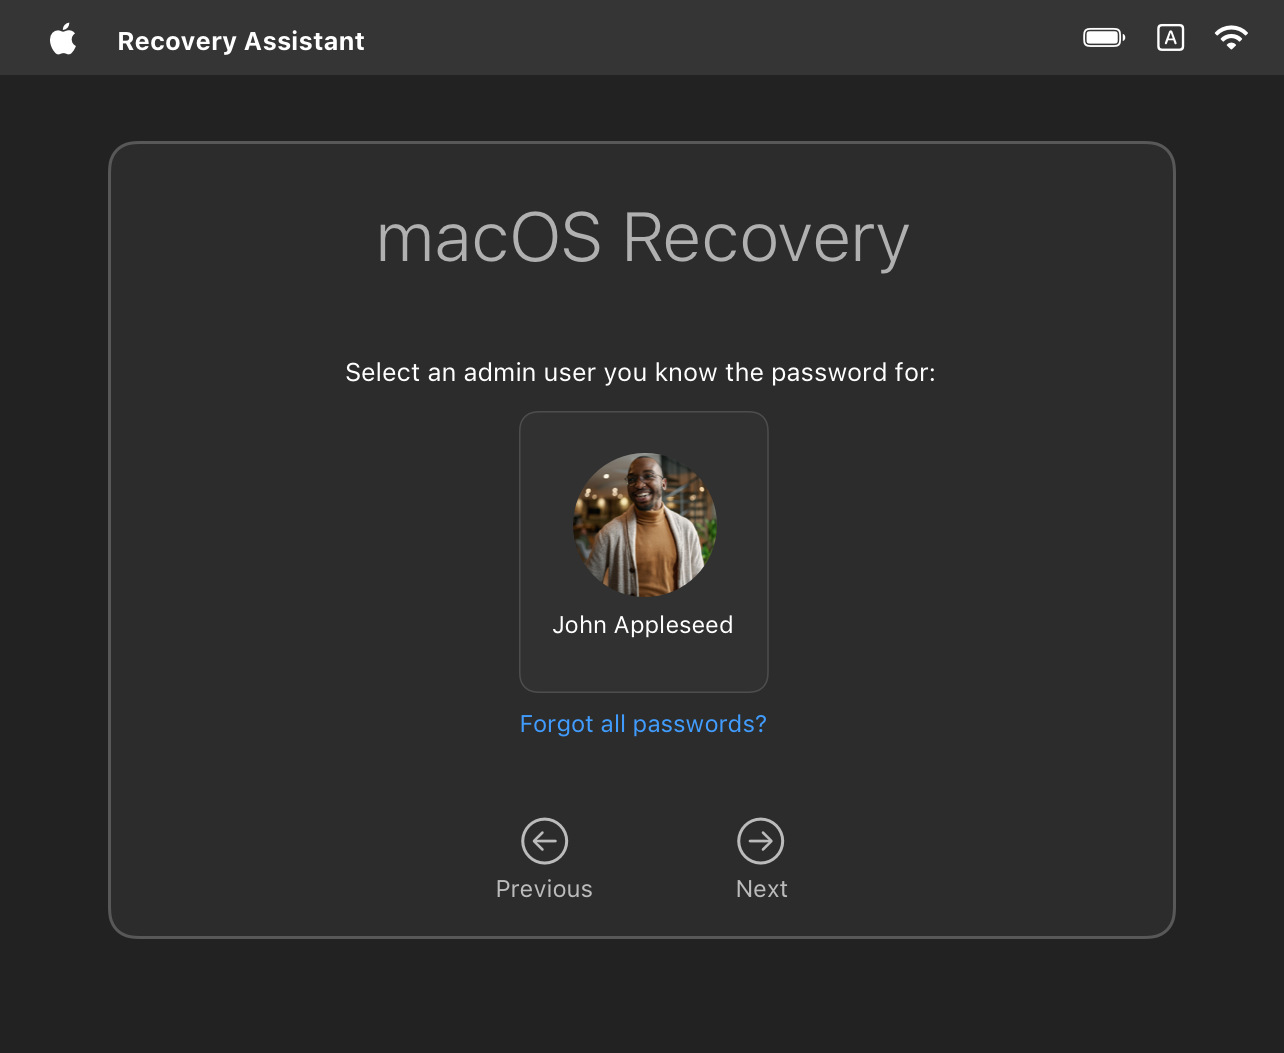 Recovery Assistant
A
macOS Recovery
Select an admin user you know the password for:
John Appleseed
Forgot all passwords?
Previous
Next